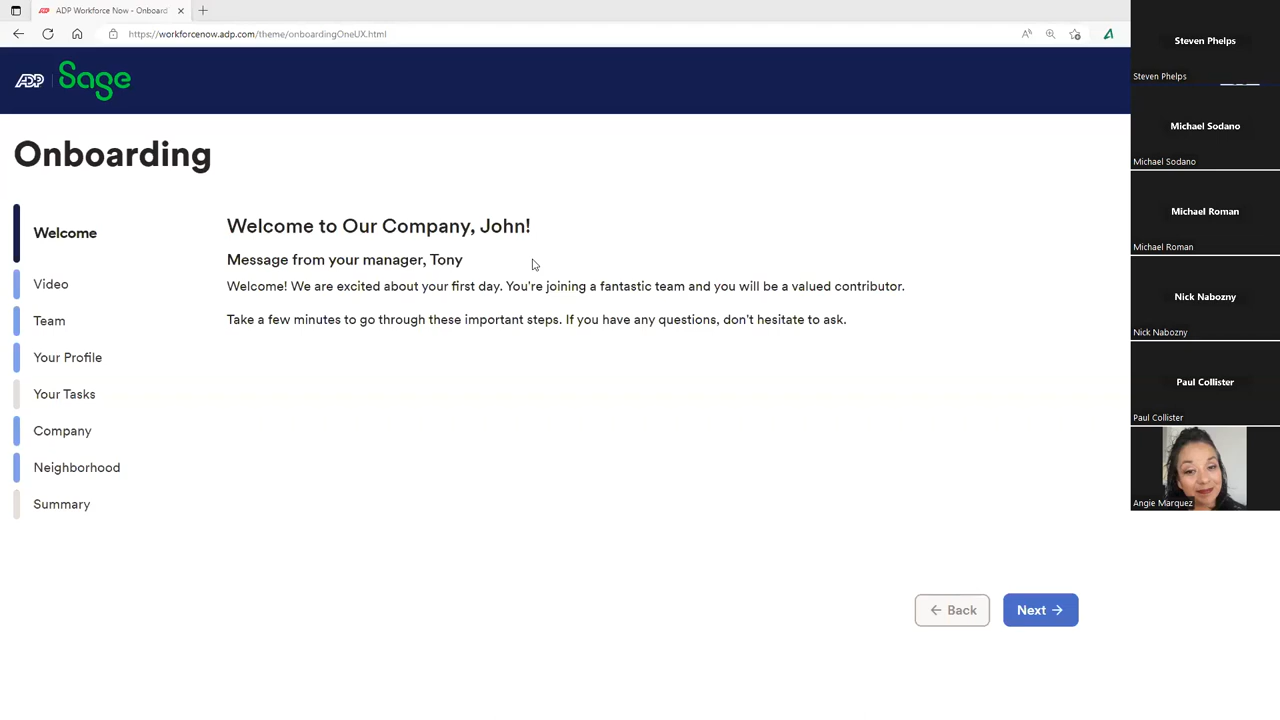 ADP Workforce Now - Onboard
https://workforcenow.adp.com/theme/onboardingOneUX.html
ADP
Sage
Onboarding
Welcome
Video
Team
Your Profile
Your Tasks
Company
Neighborhood
Summary
Welcome to Our Company, John!
Message from your manager, Tony
Welcome! We are excited about your first day. You're joining a fantastic team and you will be a valued contributor.
Take a few minutes to go through these important steps. If you have any questions, don't hesitate to ask.
← Back
Next →
Steven Phelps
Steven Phelps
Michael Sodano
Michael Sodano
Michael Roman
Michael Roman
Nick Nabozny
Nick Nabozny
Paul Collister
Paul Collister
Angie Marquez